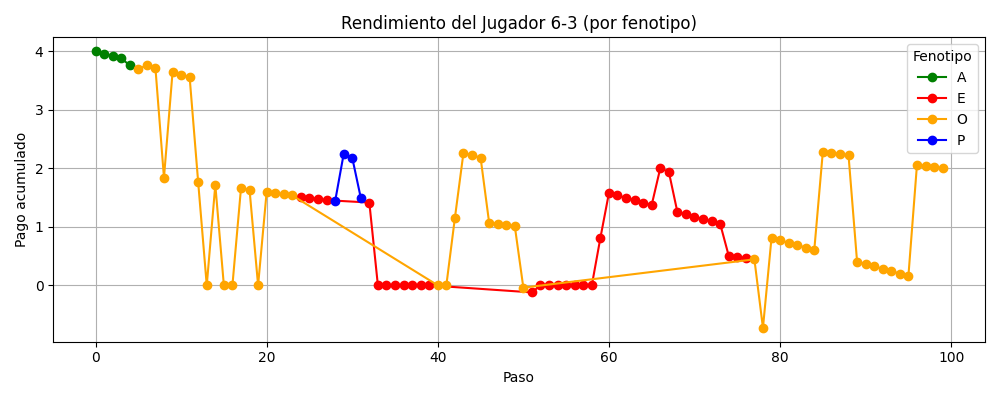 Rendimiento del Jugador 6-3 (por fenotipo)
Pago acumulado
4
3
2
1
0
Fenotipo
A
E
O
P
0 20 40 60 80 100
Paso